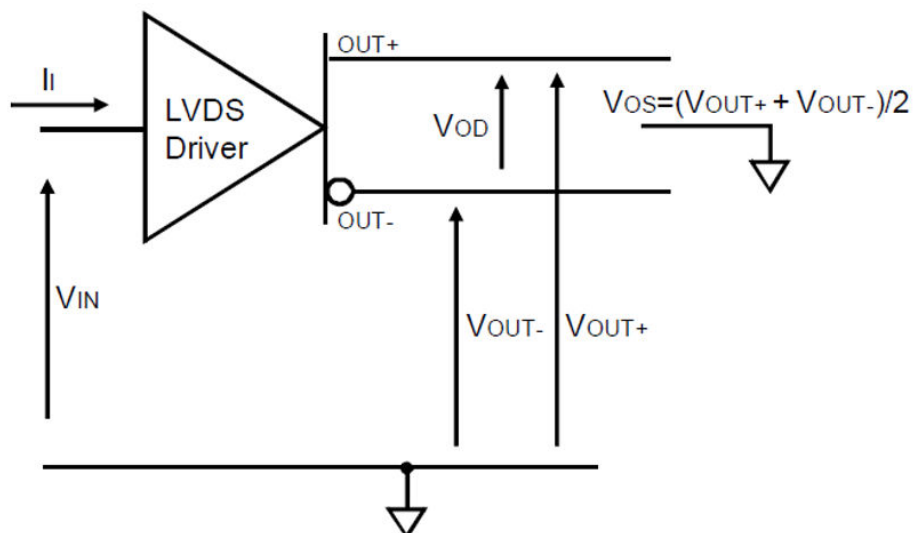 OUT+
II
LVDS
Driver
VOD
VOS=(VOUT+ + VOUT-)/2
OUT-
VIN
VOUT-
VOUT+